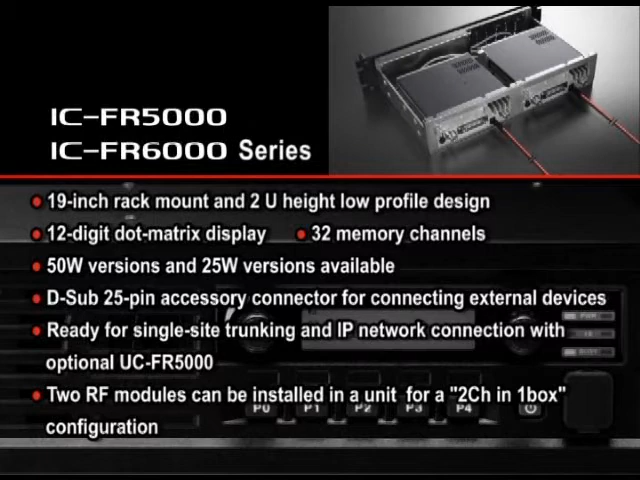 IC-FR5000
IC-FR6000 Series
• 19-inch rack mount and 2 U height low profile design
• 12-digit dot-matrix display • 32 memory channels
• 50W versions and 25W versions available
• D-Sub 25-pin accessory connector for connecting external devices
• Ready for single-site trunking and IP network connection with
optional UC-FR5000
• Two RF modules can be installed in a unit for a "2Ch in 1box"
configuration
P0 P1 P2 P3 P4